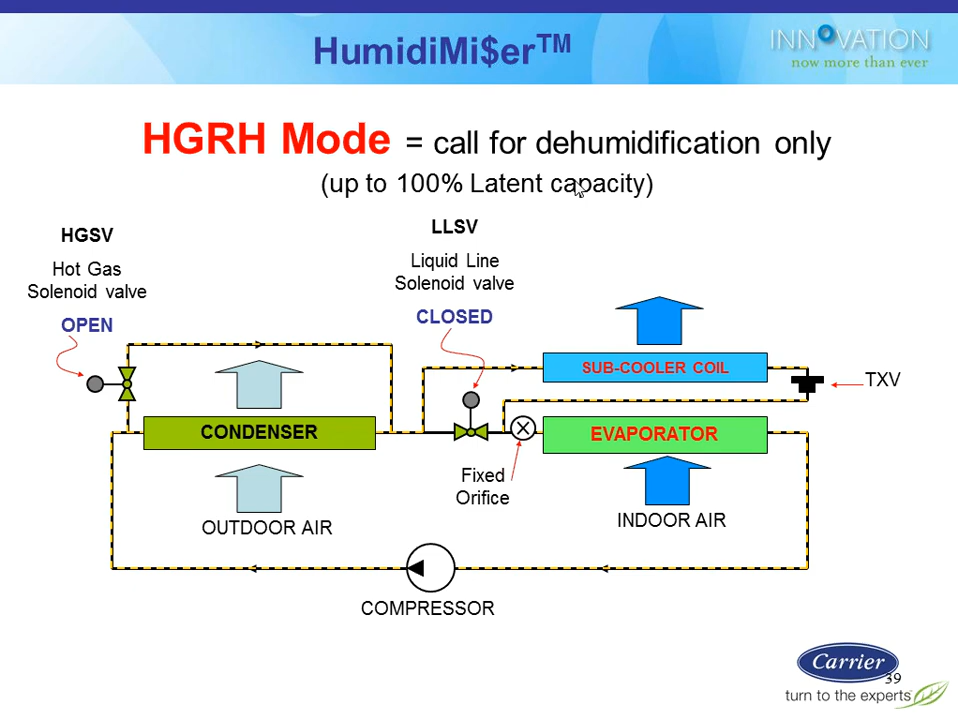 HumidiMi$er™
INNOVATION
now more than ever
HGRH Mode = call for dehumidification only
(up to 100% Latent capacity)
HGSV
Hot Gas
Solenoid valve
OPEN
LLSV
Liquid Line
Solenoid valve
CLOSED
SUB-COOLER COIL
TXV
CONDENSER
EVAPORATOR
Fixed
Orifice
OUTDOOR AIR
INDOOR AIR
COMPRESSOR
Carrier
39
turn to the experts